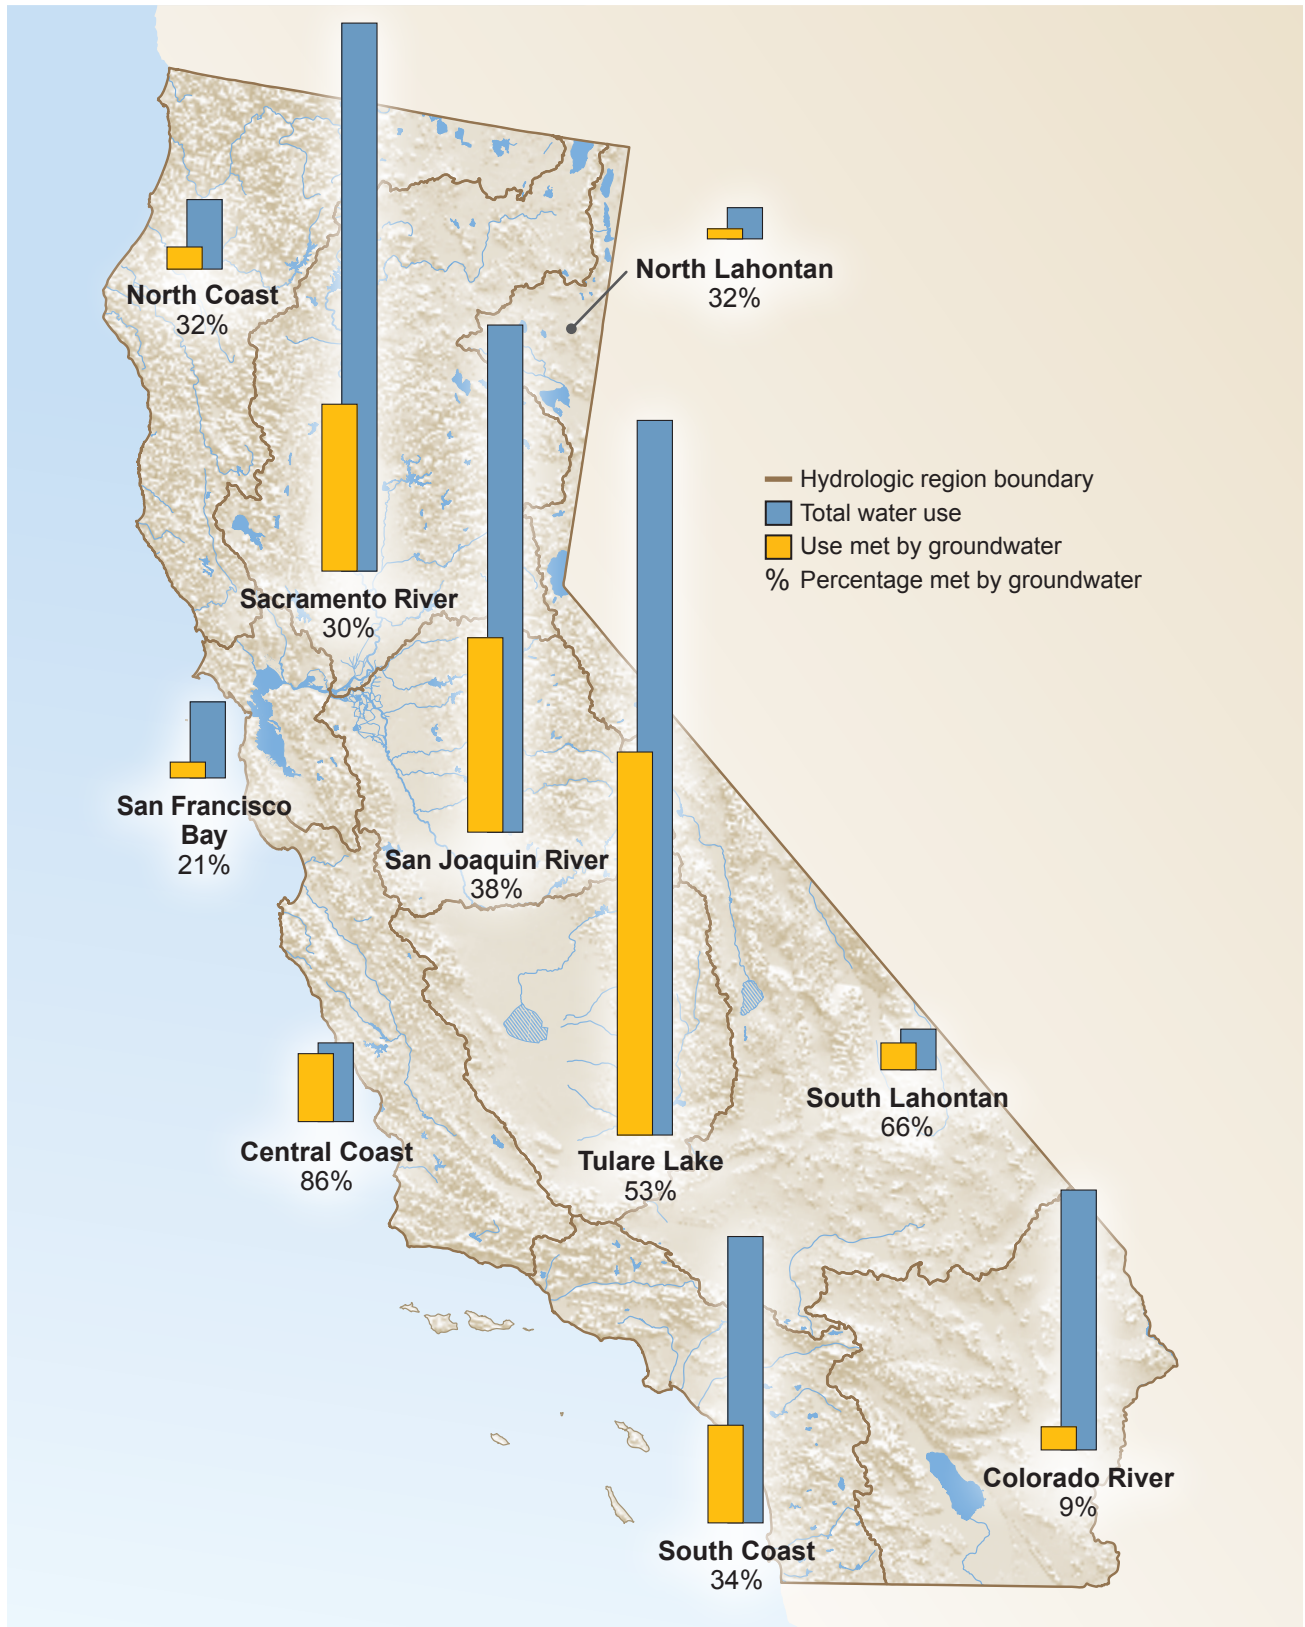 North Coast
32%
North Lahontan
32%
Hydrologic region boundary
Total water use
Use met by groundwater
% Percentage met by groundwater
Sacramento River
30%
San Francisco
Bay
21%
San Joaquin River
38%
Central Coast
86%
Tulare Lake
53%
South Lahontan
66%
Colorado River
9%
South Coast
34%